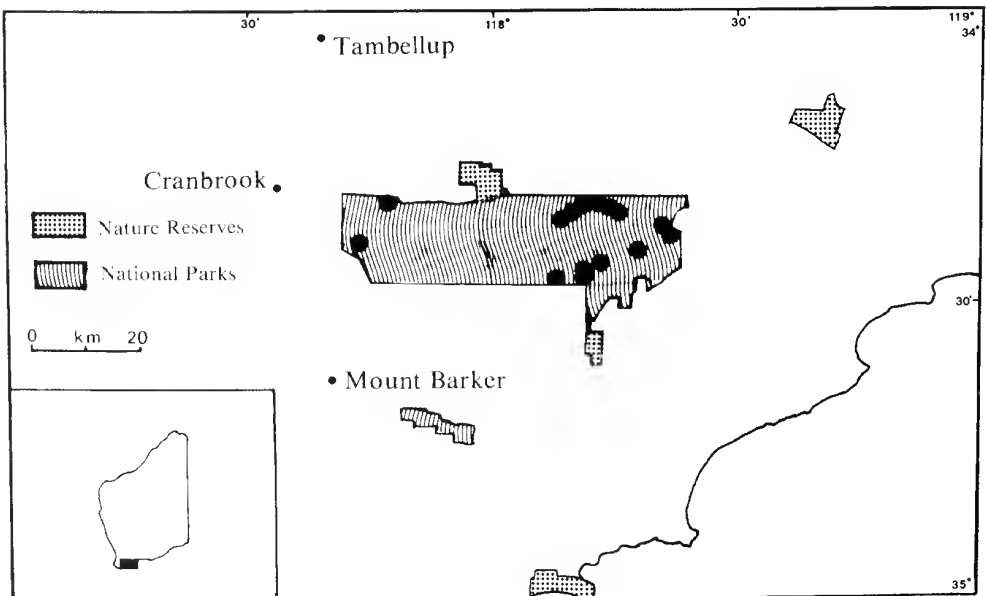 30' 118° 30' 119°
34°
Tambellup
Cranbrook
Nature Reserves
National Parks
30'
0 km 20
Mount Barker
35°